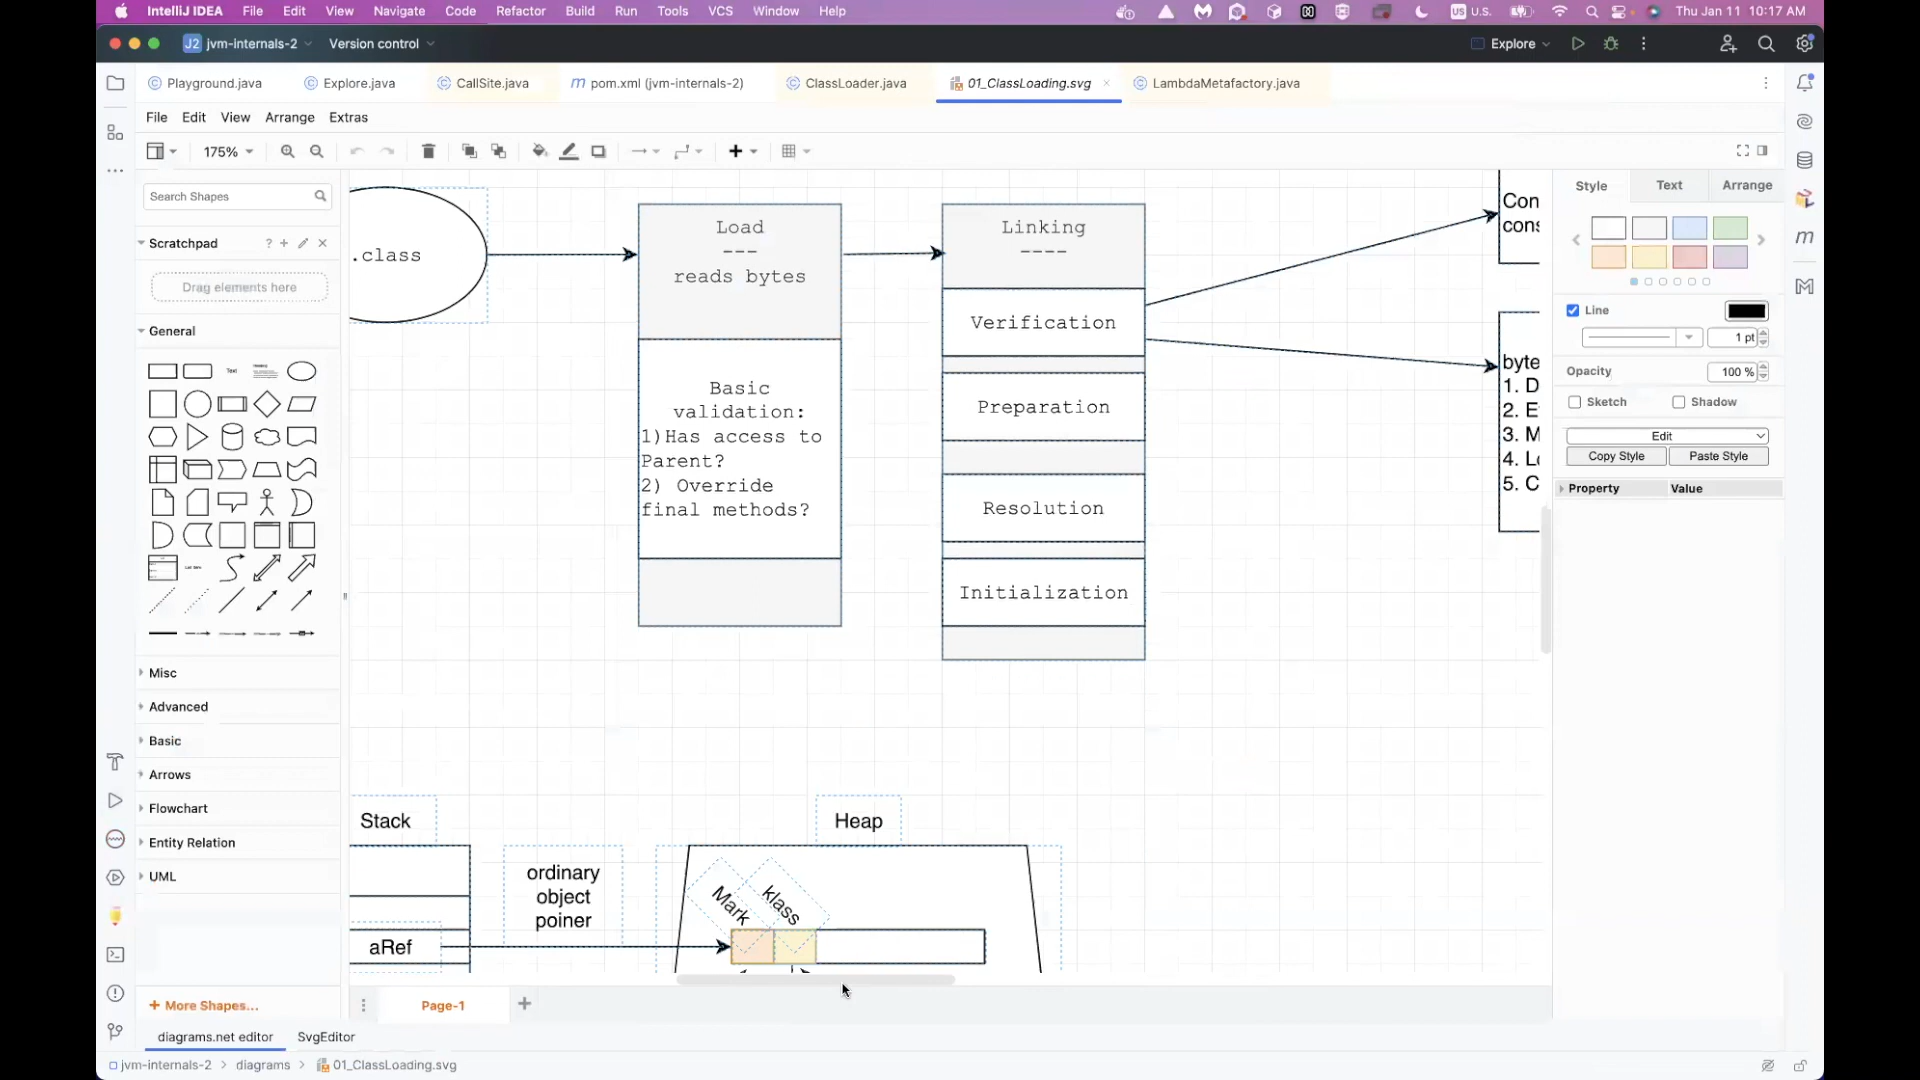 IntelliJ IDEA File Edit View Navigate Code Refactor Build Run Tools VCS Window Help U.S. Thu Jan 11 10:17 AM
J2 jvm-internals-2 Version control Explore
Playground.java Explore.java CallSite.java m pom.xml (jvm-internals-2) ClassLoader.java 01_ClassLoading.svg LambdaMetafactory.java
File Edit View Arrange Extras
175%
Search Shapes
Scratchpad ?
Drag elements here
General
Text
Misc
Advanced
Basic
Arrows
Flowchart
Entity Relation
UML
+ More Shapes...
.class
Load
---
reads bytes
Basic
validation:
1)Has access to
Parent?
2) Override
final methods?
Linking
----
Verification
Preparation
Resolution
Initialization
Con
cons
byte
1. D
2. E
3. M
4. Lo
5. C
Stack
ordinary
object
poiner
aRef
Heap
Mark
klass
Style Text Arrange
Line
1 pt
Opacity 100 %
Sketch Shadow
Edit
Copy Style Paste Style
Property Value
Page-1
diagrams.net editor SvgEditor
jvm-internals-2 > diagrams > 01_ClassLoading.svg